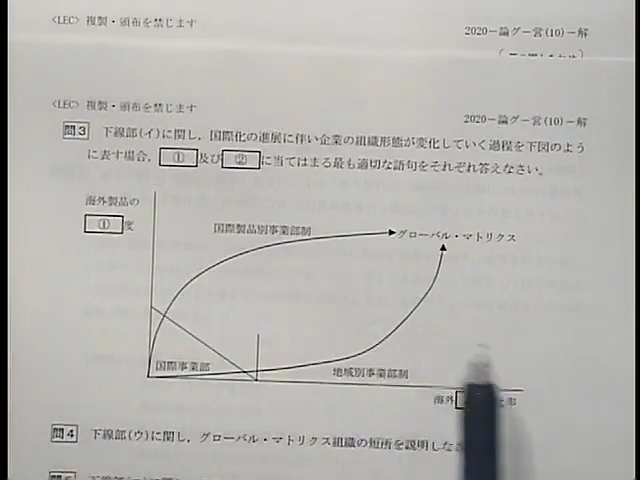 <LEC> 複製・頒布を禁じます
2020－論グ－営(10)－解
<LEC> 複製・頒布を禁じます
2020－論グ－営(10)－解
問3 下線部(イ)に関し，国際化の進展に伴い企業の組織形態が変化していく過程を下図のよう
に表す場合，①及び②に当てはまる最も適切な語句をそれぞれ答えなさい。
海外製品の
①度
国際製品別事業部制
グローバル・マトリクス
国際事業部
地域別事業部制
海外
問4 下線部(ウ)に関し，グローバル・マトリクス組織の短所を説明しな